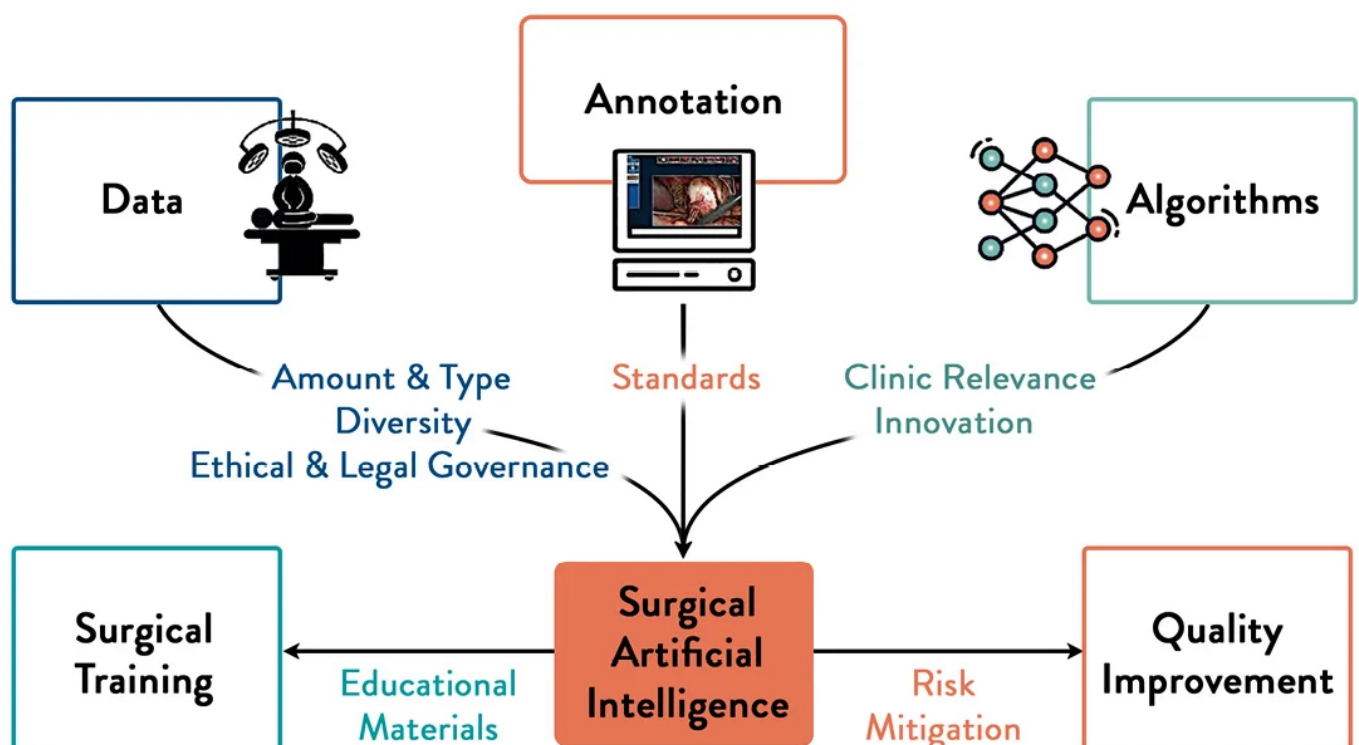 Annotation
Data
Algorithms
Amount & Type
Diversity
Ethical & Legal Governance
Standards
Clinic Relevance
Innovation
Surgical
Training
Educational
Materials
Surgical
Artificial
Intelligence
Risk
Mitigation
Quality
Improvement